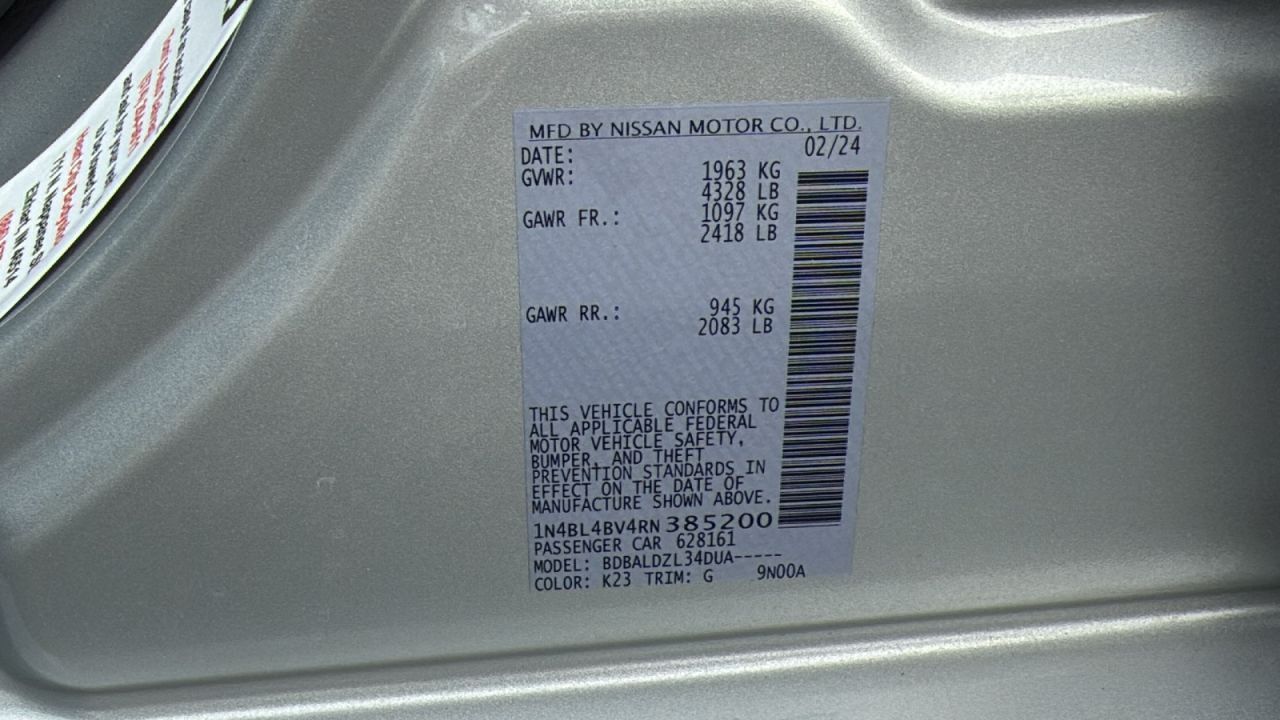 MFD BY NISSAN MOTOR CO., LTD.
DATE: 02/24
GVWR: 1963 KG
4328 LB
GAWR FR.: 1097 KG
2418 LB
GAWR RR.: 945 KG
2083 LB
THIS VEHICLE CONFORMS TO
ALL APPLICABLE FEDERAL
MOTOR VEHICLE SAFETY,
BUMPER, AND THEFT
PREVENTION STANDARDS IN
EFFECT ON THE DATE OF
MANUFACTURE SHOWN ABOVE.
1N4BL4BV4RN385200
PASSENGER CAR 628161
MODEL: BDBALDZL34DUA-----
COLOR: K23 TRIM: G 9N00A